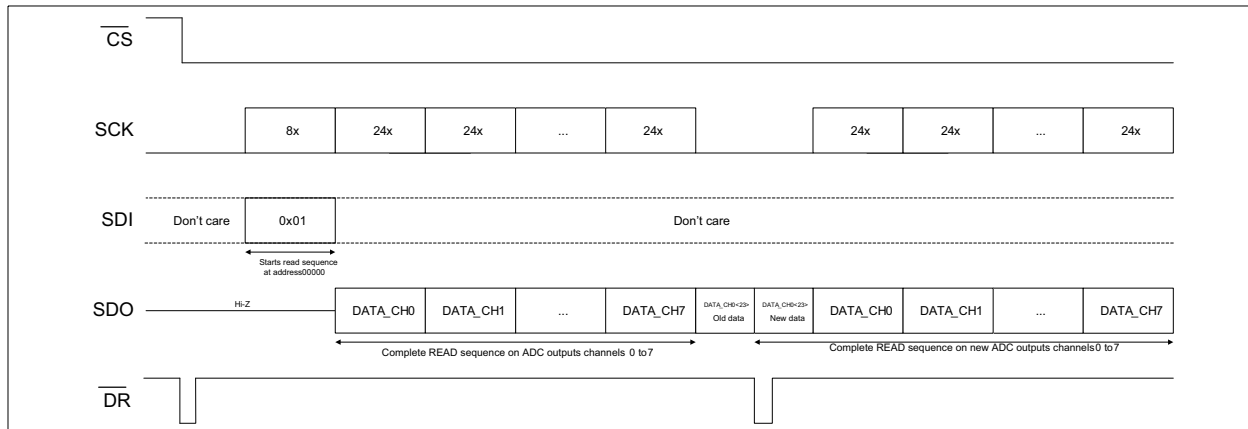 CS
SCK
8x 24x 24x ... 24x 24x 24x ... 24x
SDI
Don't care 0x01 Don't care
Starts read sequence
at address00000
SDO
Hi-Z DATA_CH0 DATA_CH1 ... DATA_CH7 DATA_CH0<23> DATA_CH0<23> DATA_CH0 DATA_CH1 ... DATA_CH7
Old data New data
Complete READ sequence on ADC outputs channels 0 to7 Complete READ sequence on new ADC outputs channels0 to7
DR